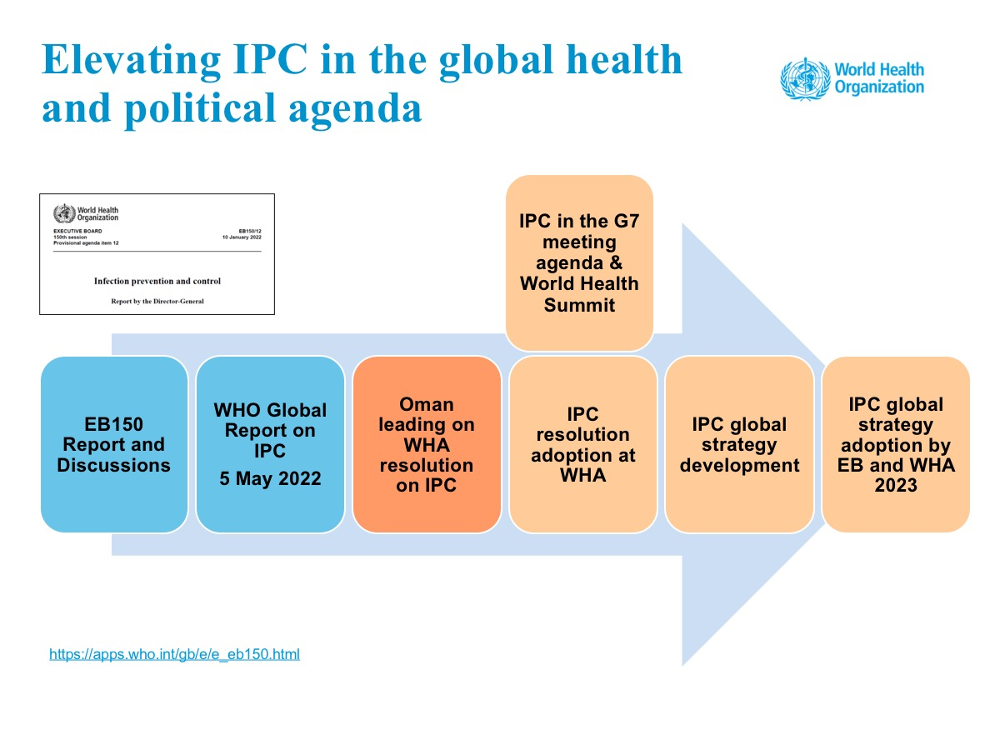 Elevating IPC in the global health
and political agenda
World Health
Organization
World Health
Organization
EXECUTIVE BOARD
EB150/12
150th session
10 January 2022
Provisional agenda item 12
Infection prevention and control
Report by the Director-General
IPC in the G7
meeting
agenda &
World Health
Summit
EB150
Report and
Discussions
WHO Global
Report on
IPC
5 May 2022
Oman
leading on
WHA
resolution
on IPC
IPC
resolution
adoption at
WHA
IPC global
strategy
development
IPC global
strategy
adoption by
EB and WHA
2023
https://apps.who.int/gb/e/e_eb150.html